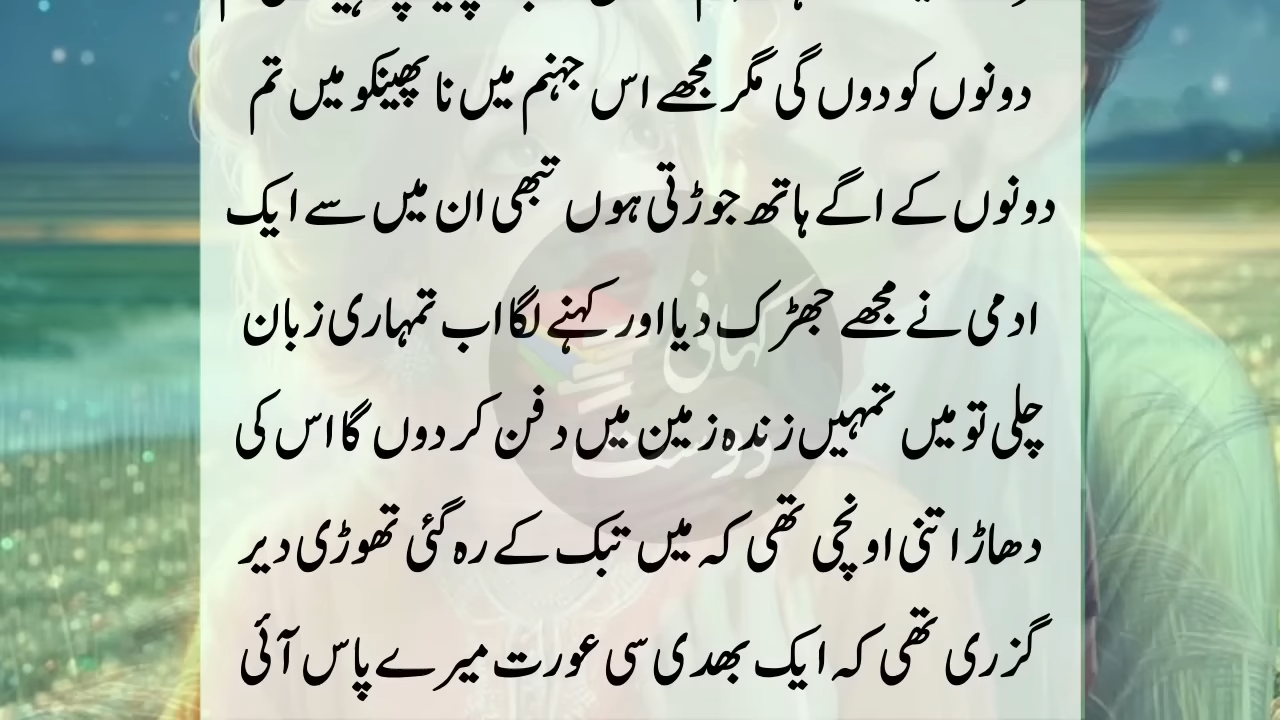 دونوں کو دوں گی مگر مجھے اس جہنم میں نا پھینکو میں تم
دونوں کے اگے ہاتھ جوڑتی ہوں تبھی ان میں سے ایک
ادمی نے مجھے جھڑک دیا اور کہنے لگا اب تمہاری زبان
چلی تو میں تمہیں زندہ زمین میں دفن کر دوں گا اس کی
دھاڑ اتنی اونچی تھی کہ میں تبک کے رہ گئی تھوڑی دیر
گزری تھی کہ ایک بھدی سی عورت میرے پاس آئی
کہانی
دوست